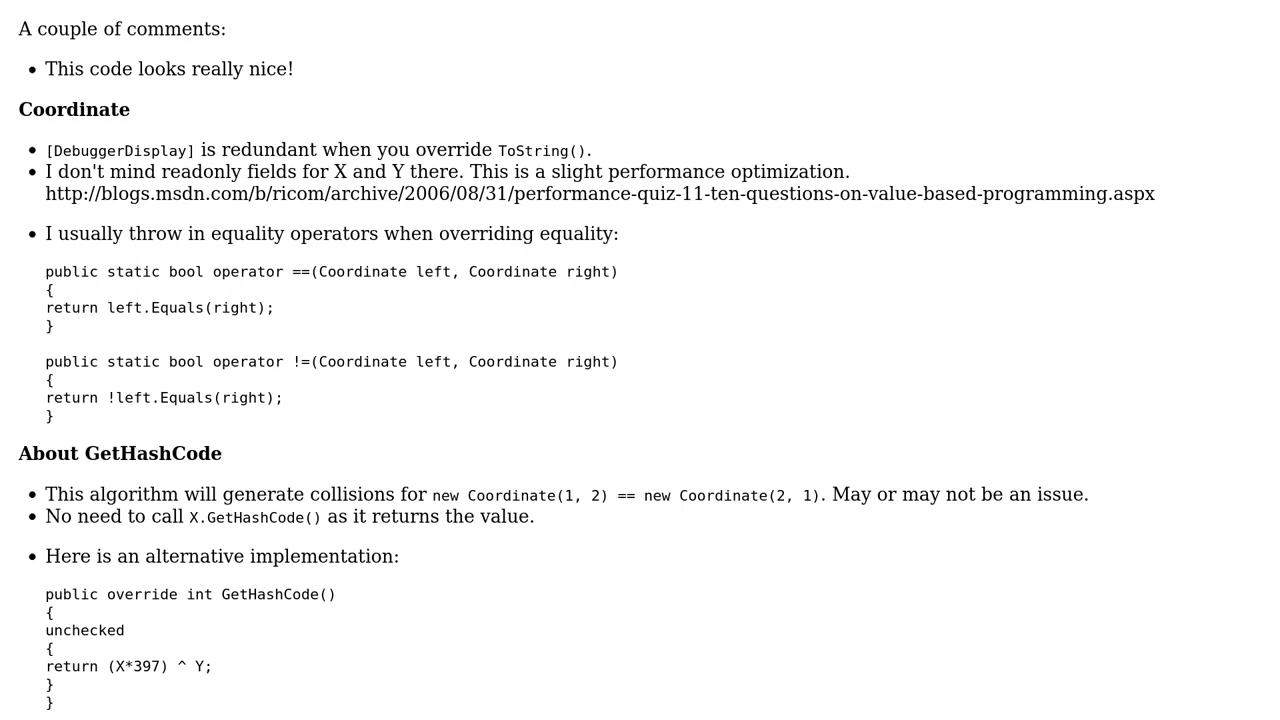 A couple of comments:
• This code looks really nice!
Coordinate
• [DebuggerDisplay] is redundant when you override ToString().
• I don't mind readonly fields for X and Y there. This is a slight performance optimization.
http://blogs.msdn.com/b/ricom/archive/2006/08/31/performance-quiz-11-ten-questions-on-value-based-programming.aspx
• I usually throw in equality operators when overriding equality:
public static bool operator ==(Coordinate left, Coordinate right)
{
return left.Equals(right);
}
public static bool operator !=(Coordinate left, Coordinate right)
{
return !left.Equals(right);
}
About GetHashCode
• This algorithm will generate collisions for new Coordinate(1, 2) == new Coordinate(2, 1). May or may not be an issue.
• No need to call X.GetHashCode() as it returns the value.
• Here is an alternative implementation:
public override int GetHashCode()
{
unchecked
{
return (X*397) ^ Y;
}
}